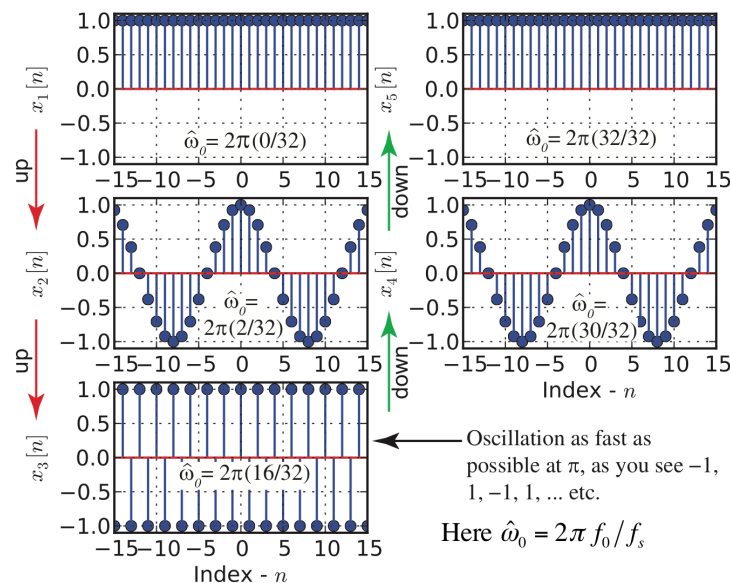 1.0 0.5 0.0 −0.5 −1.0
x₁[n]
ω̂₀ = 2π(0/32)
−15 −10 −5 0 5 10 15
1.0 0.5 0.0 −0.5 −1.0
x₅[n]
ω̂₀ = 2π(32/32)
−15 −10 −5 0 5 10 15
up
down
1.0 0.5 0.0 −0.5 −1.0
x₂[n]
ω̂₀ =
2π(2/32)
−15 −10 −5 0 5 10 15
1.0 0.5 0.0 −0.5 −1.0
x₄[n]
ω̂₀ =
2π(30/32)
−15 −10 −5 0 5 10 15
Index - n
up
down
1.0 0.5 0.0 −0.5 −1.0
x₃[n]
ω̂₀ = 2π(16/32)
−15 −10 −5 0 5 10 15
Index - n
Oscillation as fast as
possible at π, as you see −1,
1, −1, 1, ... etc.
Here ω̂₀ = 2π f₀/fₛ